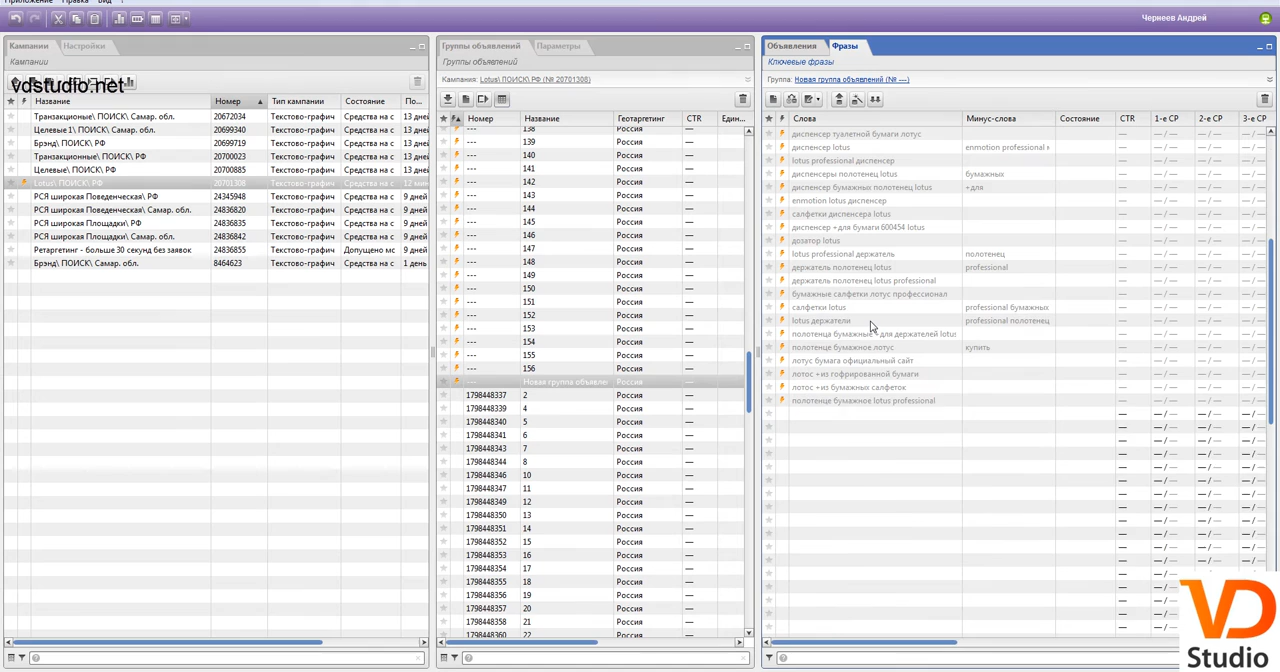 Приложение Правка Вид
Чернеев Андрей
Кампании Настройки
Кампании
vdstudio.net
Название Номер Тип кампании Состояние По...
Транзакционые\ ПОИСК\ Самар. обл. 20672034 Текстово-графич Средства на с 13 дней
Целевые 1\ ПОИСК\ Самар. обл. 20699340 Текстово-графич Средства на с 13 дней
Брэнд\ ПОИСК\ РФ 20699719 Текстово-графич Средства на с 13 дней
Транзактионные\ ПОИСК\ РФ 20700023 Текстово-графич Средства на с 13 дней
Целевые\ ПОИСК\ РФ 20700885 Текстово-графич Средства на с 13 дней
Lotus\ ПОИСК\ РФ 20701308 Текстово-графич Средства на с 12 мин
РСЯ широкая Поведенческая\ РФ 24345948 Текстово-графич Средства на с 9 дней
РСЯ широкая Поведенческая\ Самар. обл. 24836820 Текстово-графич Средства на с 9 дней
РСЯ широкая Площадки\ РФ 24836835 Текстово-графич Средства на с 9 дней
РСЯ широкая Площадки\ Самар. обл. 24836842 Текстово-графич Средства на с 9 дней
Ретаргетинг - больше 30 секунд без заявок 24836855 Текстово-графич Допущено мо 9 дней
Брэнд\ ПОИСК\ Самар. обл. 8464623 Текстово-графич Средства на с 1 день
Группы объявлений Параметры
Группы объявлений
Кампания: Lotus\ ПОИСК\ РФ (№ 20701308)
Номер Название Геотаргетинг CTR Един...
--- 138 Россия —
--- 139 Россия —
--- 140 Россия —
--- 141 Россия —
--- 142 Россия —
--- 143 Россия —
--- 144 Россия —
--- 145 Россия —
--- 146 Россия —
--- 147 Россия —
--- 148 Россия —
--- 149 Россия —
--- 150 Россия —
--- 151 Россия —
--- 152 Россия —
--- 153 Россия —
--- 154 Россия —
--- 155 Россия —
--- 156 Россия —
--- Новая группа объявле Россия —
1798448337 2 Россия —
1798448339 4 Россия —
1798448340 5 Россия —
1798448341 6 Россия —
1798448343 7 Россия —
1798448344 8 Россия —
1798448346 10 Россия —
1798448347 11 Россия —
1798448349 12 Россия —
1798448350 13 Россия —
1798448351 14 Россия —
1798448352 15 Россия —
1798448353 16 Россия —
1798448354 17 Россия —
1798448355 18 Россия —
1798448356 19 Россия —
1798448357 20 Россия —
1798448358 21 Россия —
1798448360 22 Россия —
Объявления Фразы
Ключевые фразы
Группа: Новая группа объявлений (№ —)
Слова Минус-слова Состояние CTR 1-е СР 2-е СР 3-е СР
диспенсер туалетной бумаги лотус
диспенсер lotus enmotion professional к
lotus professional диспенсер
диспенсеры полотенец lotus бумажных
диспенсер бумажных полотенец lotus +для
enmotion lotus диспенсер
салфетки диспенсера lotus
диспенсер +для бумаги 600454 lotus
дозатор lotus
lotus professional держатель полотенец
держатель полотенец lotus professional
держатель полотенец lotus professional
бумажные салфетки лотус профессионал
салфетки lotus professional бумажных
lotus держатели professional полотенец
полотенца бумажные +для держателей lotus
полотенце бумажное лотус купить
лотус бумага официальный сайт
лотос +из гофрированной бумаги
лотос +из бумажных салфеток
полотенце бумажное lotus professional
VD
Studio